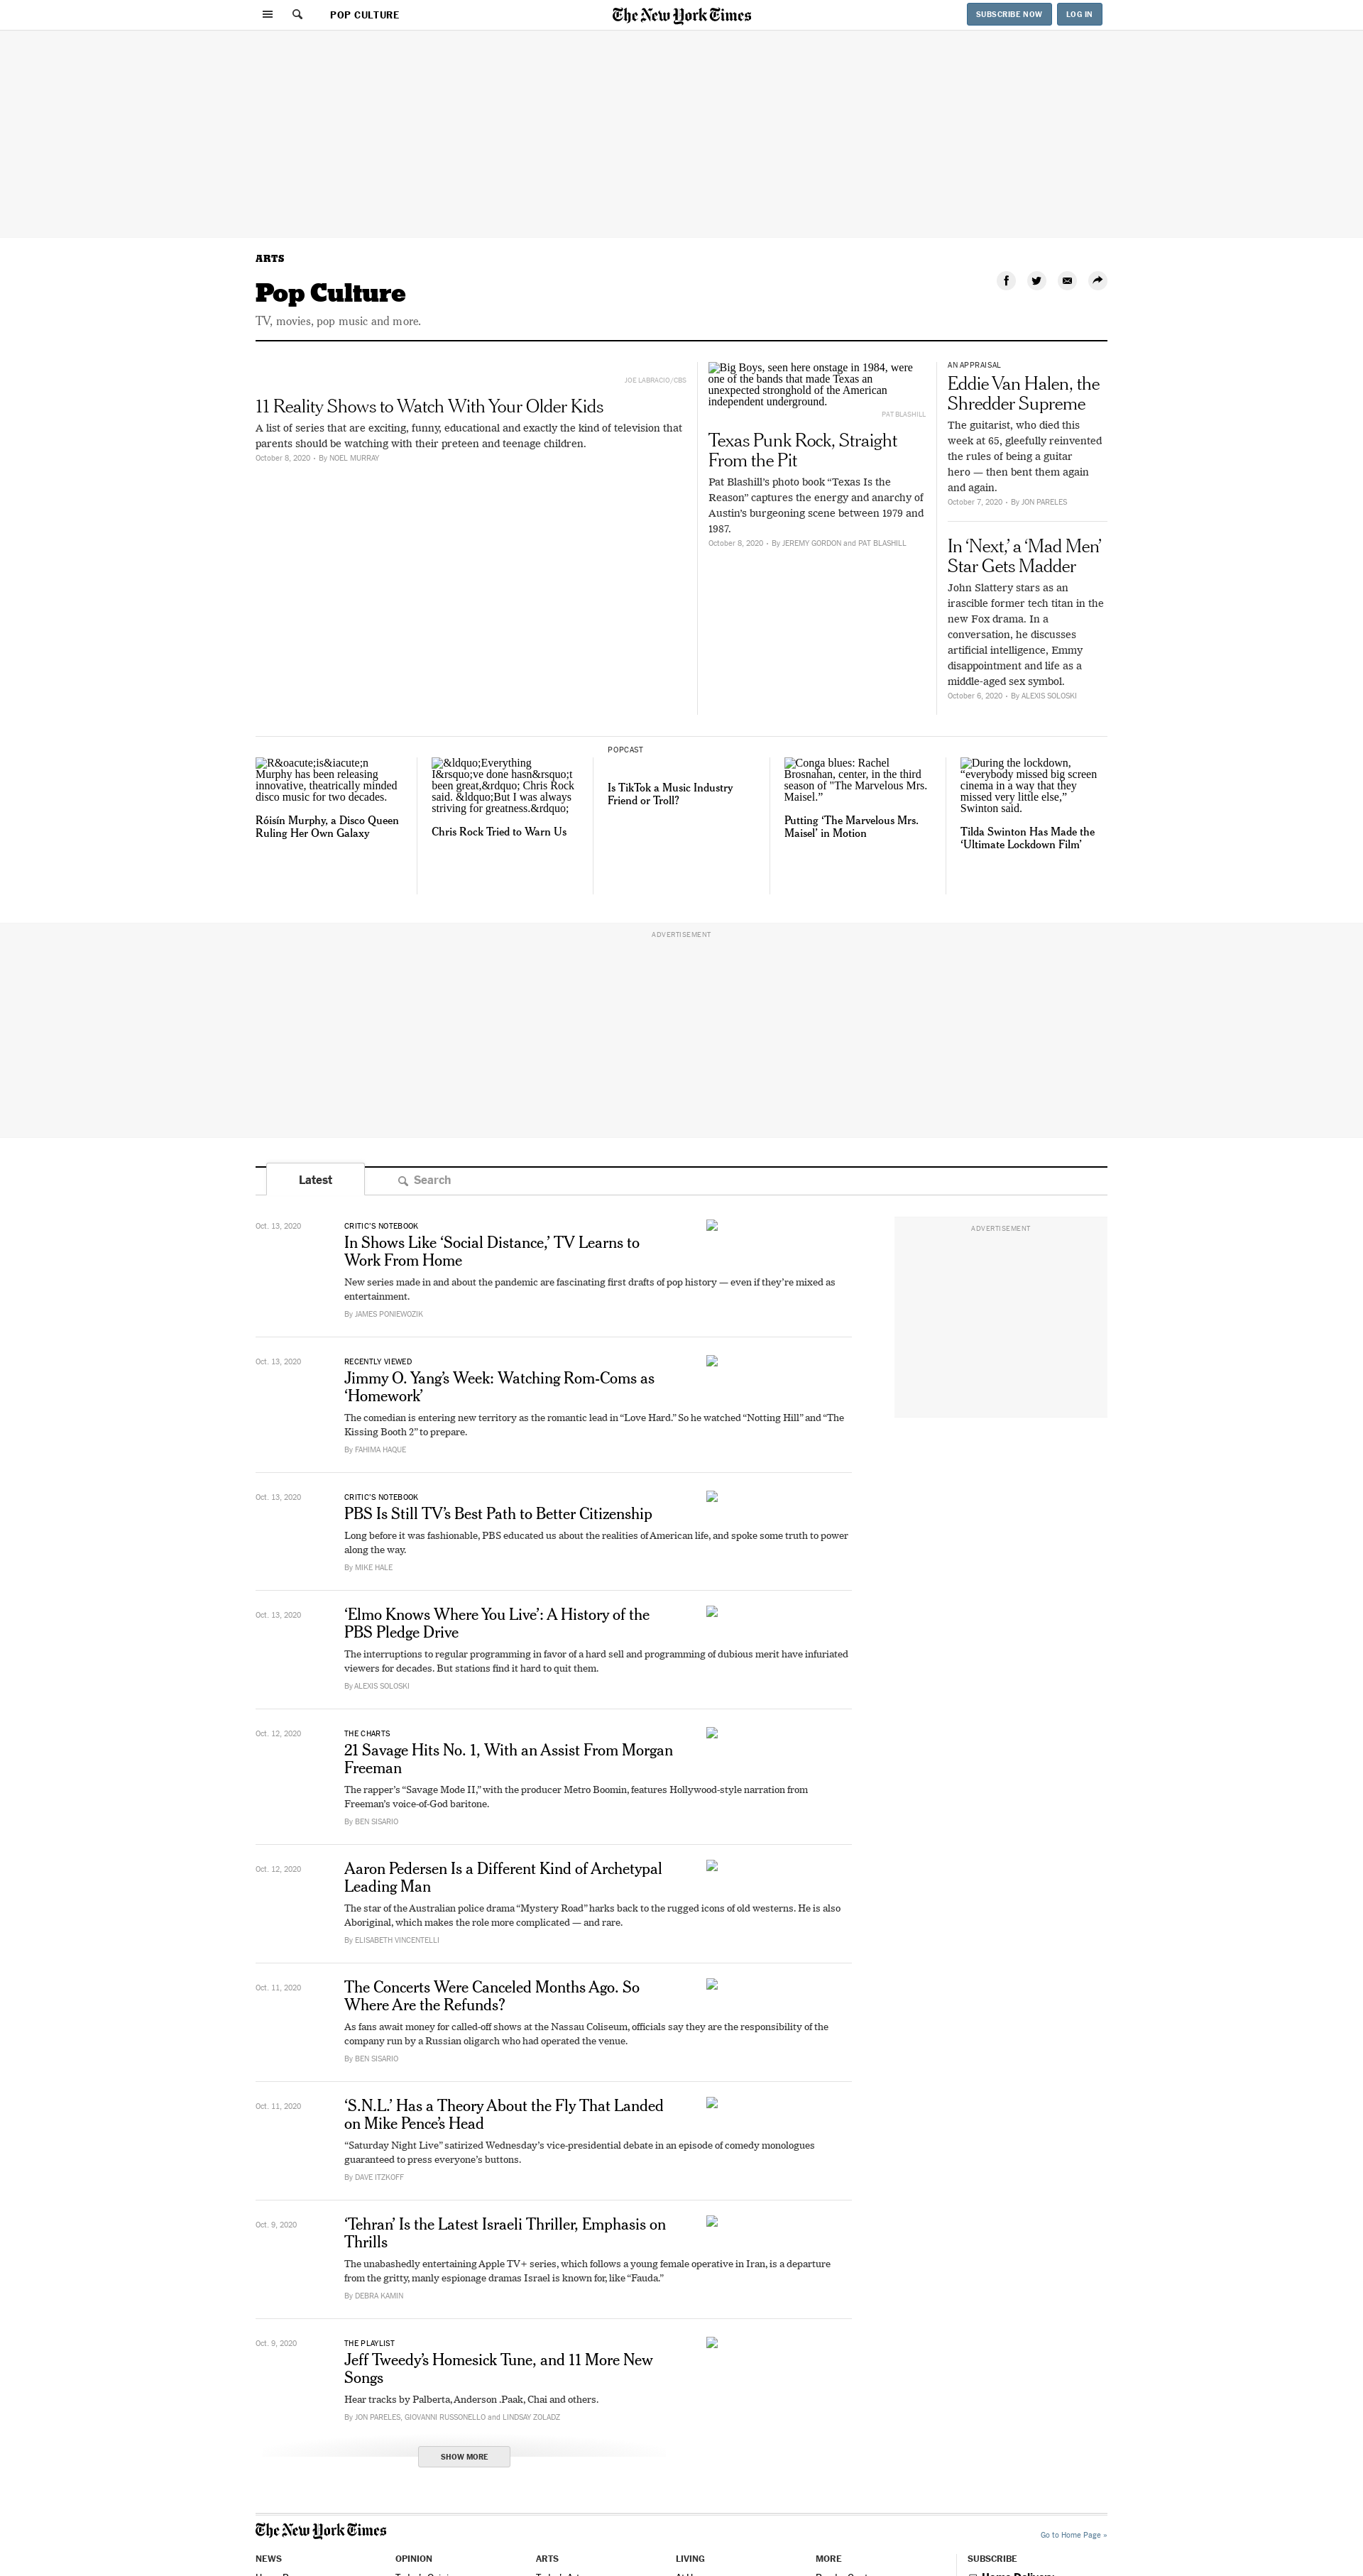 POP CULTURE
The New York Times
SUBSCRIBE NOW
LOG IN
ARTS
Pop Culture
TV, movies, pop music and more.
JOE LABRACIO/CBS
11 Reality Shows to Watch With Your Older Kids
A list of series that are exciting, funny, educational and exactly the kind of television that
parents should be watching with their preteen and teenage children.
October 8, 2020 • By NOEL MURRAY
Big Boys, seen here onstage in 1984, were
one of the bands that made Texas an
unexpected stronghold of the American
independent underground.
PAT BLASHILL
Texas Punk Rock, Straight
From the Pit
Pat Blashill’s photo book “Texas Is the
Reason” captures the energy and anarchy of
Austin’s burgeoning scene between 1979 and
1987.
October 8, 2020 • By JEREMY GORDON and PAT BLASHILL
AN APPRAISAL
Eddie Van Halen, the
Shredder Supreme
The guitarist, who died this
week at 65, gleefully reinvented
the rules of being a guitar
hero — then bent them again
and again.
October 7, 2020 • By JON PARELES
In ‘Next,’ a ‘Mad Men’
Star Gets Madder
John Slattery stars as an
irascible former tech titan in the
new Fox drama. In a
conversation, he discusses
artificial intelligence, Emmy
disappointment and life as a
middle-aged sex symbol.
October 6, 2020 • By ALEXIS SOLOSKI
R&oacute;is&iacute;n
Murphy has been releasing
innovative, theatrically minded
disco music for two decades.
Róisín Murphy, a Disco Queen
Ruling Her Own Galaxy
&ldquo;Everything
I&rsquo;ve done hasn&rsquo;t
been great,&rdquo; Chris Rock
said. &ldquo;But I was always
striving for greatness.&rdquo;
Chris Rock Tried to Warn Us
POPCAST
Is TikTok a Music Industry
Friend or Troll?
Conga blues: Rachel
Brosnahan, center, in the third
season of "The Marvelous Mrs.
Maisel.”
Putting ‘The Marvelous Mrs.
Maisel’ in Motion
During the lockdown,
“everybody missed big screen
cinema in a way that they
missed very little else,”
Swinton said.
Tilda Swinton Has Made the
‘Ultimate Lockdown Film’
ADVERTISEMENT
Latest
Search
ADVERTISEMENT
Oct. 13, 2020
CRITIC’S NOTEBOOK
In Shows Like ‘Social Distance,’ TV Learns to
Work From Home
New series made in and about the pandemic are fascinating first drafts of pop history — even if they’re mixed as
entertainment.
By JAMES PONIEWOZIK
Oct. 13, 2020
RECENTLY VIEWED
Jimmy O. Yang’s Week: Watching Rom-Coms as
‘Homework’
The comedian is entering new territory as the romantic lead in “Love Hard.” So he watched “Notting Hill” and “The
Kissing Booth 2” to prepare.
By FAHIMA HAQUE
Oct. 13, 2020
CRITIC’S NOTEBOOK
PBS Is Still TV’s Best Path to Better Citizenship
Long before it was fashionable, PBS educated us about the realities of American life, and spoke some truth to power
along the way.
By MIKE HALE
Oct. 13, 2020
‘Elmo Knows Where You Live’: A History of the
PBS Pledge Drive
The interruptions to regular programming in favor of a hard sell and programming of dubious merit have infuriated
viewers for decades. But stations find it hard to quit them.
By ALEXIS SOLOSKI
Oct. 12, 2020
THE CHARTS
21 Savage Hits No. 1, With an Assist From Morgan
Freeman
The rapper’s “Savage Mode II,” with the producer Metro Boomin, features Hollywood-style narration from
Freeman’s voice-of-God baritone.
By BEN SISARIO
Oct. 12, 2020
Aaron Pedersen Is a Different Kind of Archetypal
Leading Man
The star of the Australian police drama “Mystery Road” harks back to the rugged icons of old westerns. He is also
Aboriginal, which makes the role more complicated — and rare.
By ELISABETH VINCENTELLI
Oct. 11, 2020
The Concerts Were Canceled Months Ago. So
Where Are the Refunds?
As fans await money for called-off shows at the Nassau Coliseum, officials say they are the responsibility of the
company run by a Russian oligarch who had operated the venue.
By BEN SISARIO
Oct. 11, 2020
‘S.N.L.’ Has a Theory About the Fly That Landed
on Mike Pence’s Head
“Saturday Night Live” satirized Wednesday’s vice-presidential debate in an episode of comedy monologues
guaranteed to press everyone’s buttons.
By DAVE ITZKOFF
Oct. 9, 2020
‘Tehran’ Is the Latest Israeli Thriller, Emphasis on
Thrills
The unabashedly entertaining Apple TV+ series, which follows a young female operative in Iran, is a departure
from the gritty, manly espionage dramas Israel is known for, like “Fauda.”
By DEBRA KAMIN
Oct. 9, 2020
THE PLAYLIST
Jeff Tweedy’s Homesick Tune, and 11 More New
Songs
Hear tracks by Palberta, Anderson .Paak, Chai and others.
By JON PARELES, GIOVANNI RUSSONELLO and LINDSAY ZOLADZ
SHOW MORE
The New York Times
Go to Home Page »
NEWS
OPINION
ARTS
LIVING
MORE
SUBSCRIBE